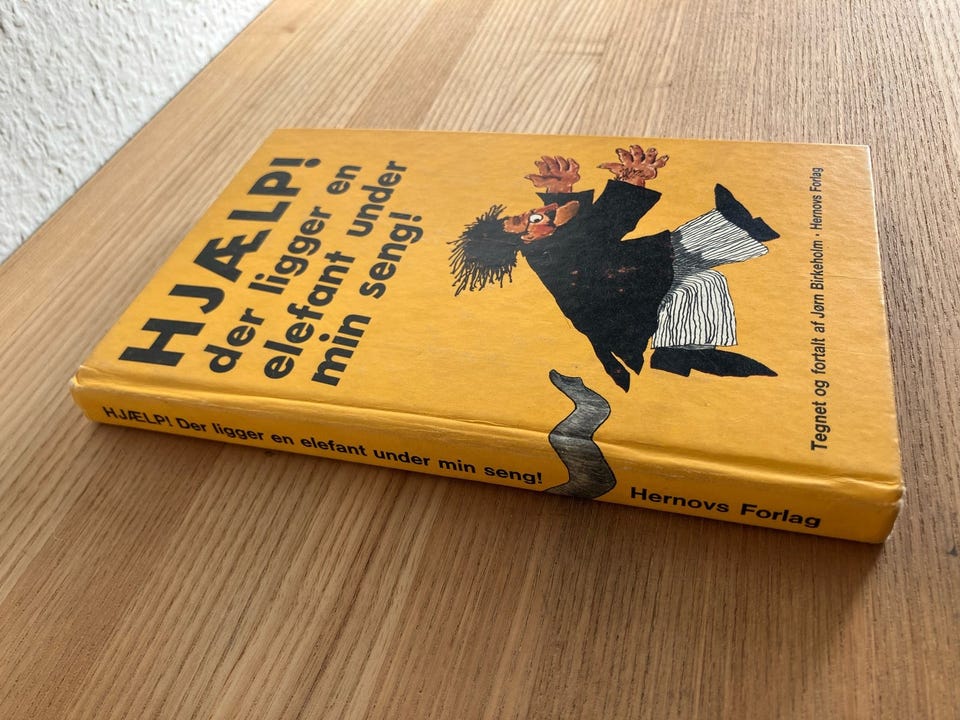 HJÆLP!
der ligger en
elefant under
min seng!
Tegnet og fortalt af Jørn Birkeholm · Hernovs Forlag
HJÆLP! Der ligger en elefant under min seng!
Hernovs Forlag